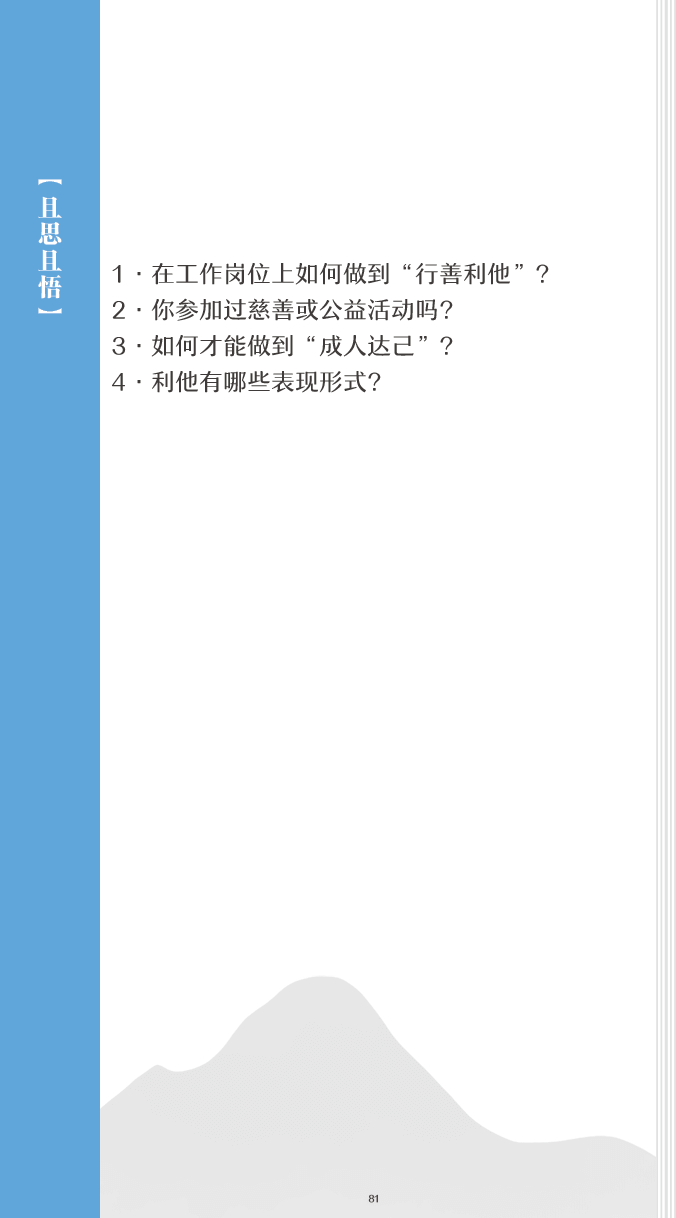 【且思且悟】
1·在工作岗位上如何做到“行善利他”？
2·你参加过慈善或公益活动吗？
3·如何才能做到“成人达己”？
4·利他有哪些表现形式？
81